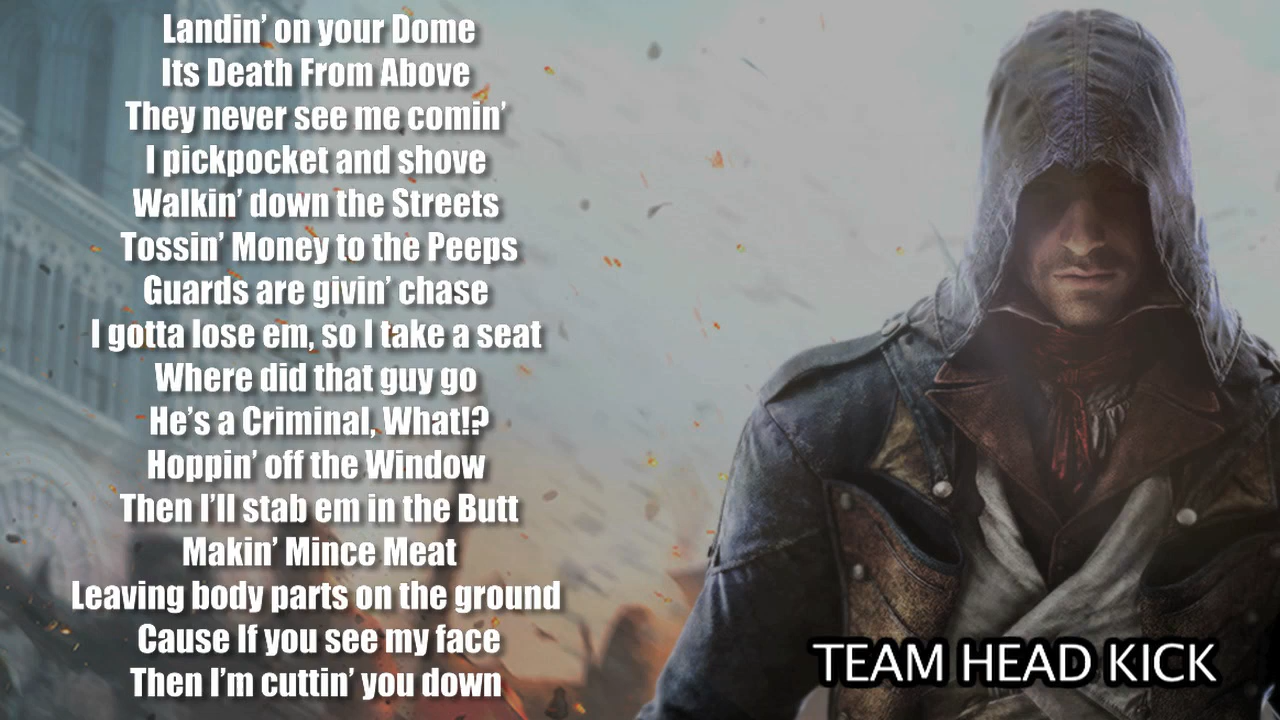 Landin' on your Dome
Its Death From Above
They never see me comin'
I pickpocket and shove
Walkin' down the Streets
Tossin' Money to the Peeps
Guards are givin' chase
I gotta lose em, so I take a seat
Where did that guy go
He's a Criminal, What!?
Hoppin' off the Window
Then I'll stab em in the Butt
Makin' Mince Meat
Leaving body parts on the ground
Cause If you see my face
Then I'm cuttin' you down
TEAM HEAD KICK